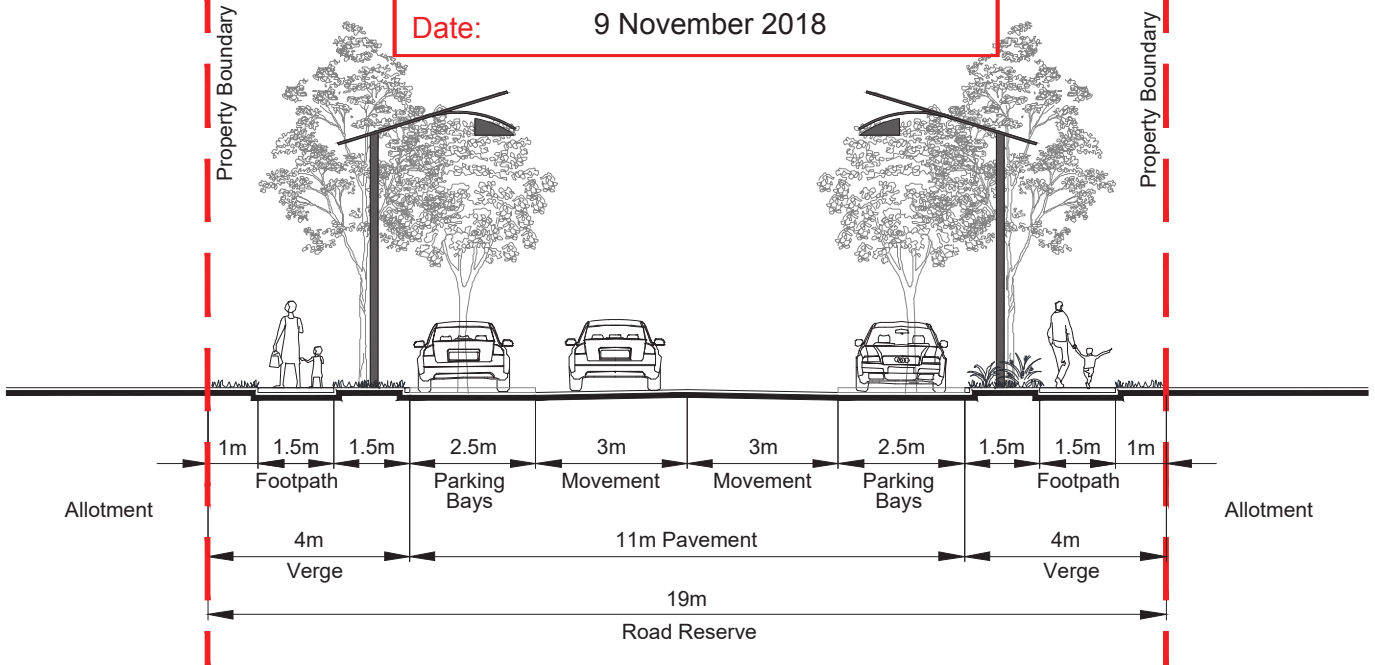 Date: 9 November 2018
Property Boundary
Property Boundary
1m 1.5m 1.5m 2.5m 3m 3m 2.5m 1.5m 1.5m 1m
Footpath Parking Movement Movement Parking Footpath
Bays Bays
Allotment Allotment
4m 11m Pavement 4m
Verge Verge
19m
Road Reserve